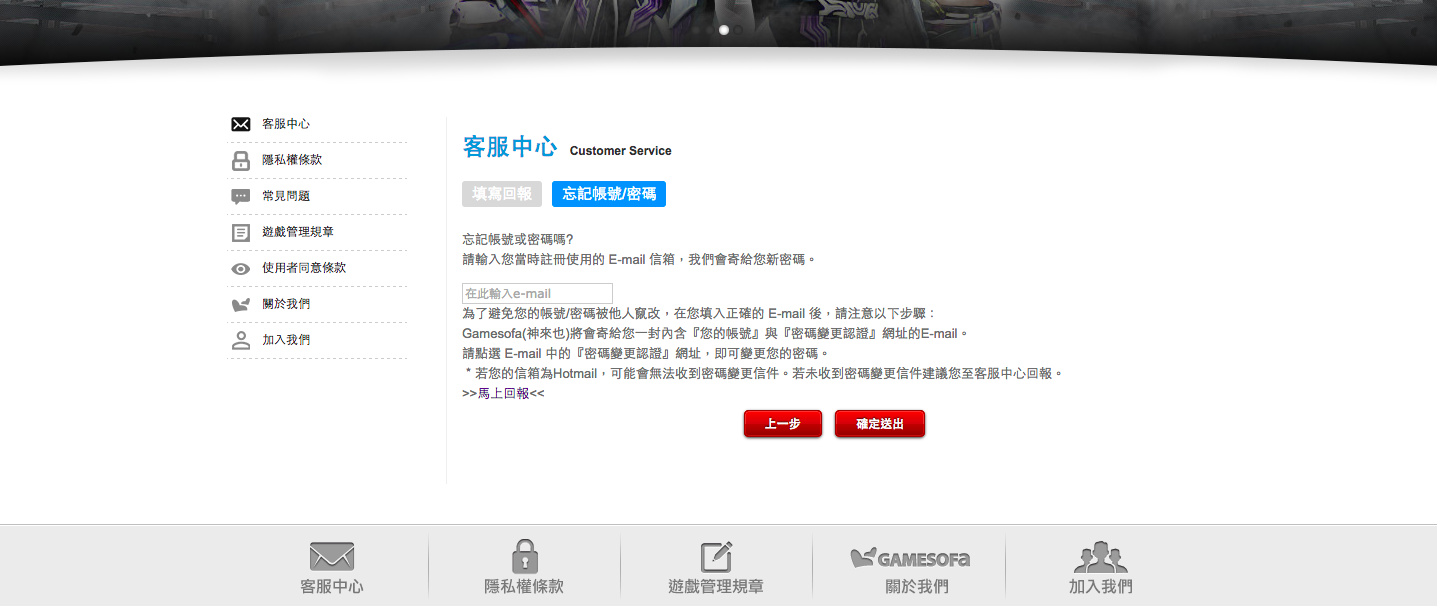 客服中心
隱私權條款
常見問題
遊戲管理規章
使用者同意條款
關於我們
加入我們
客服中心 Customer Service
填寫回報 忘記帳號/密碼
忘記帳號或密碼嗎?
請輸入您當時註冊使用的 E-mail 信箱，我們會寄給您新密碼。
在此輸入e-mail
為了避免您的帳號/密碼被他人竄改，在您填入正確的 E-mail 後，請注意以下步驟：
Gamesofa(神來也)將會寄給您一封內含『您的帳號』與『密碼變更認證』網址的E-mail。
請點選 E-mail 中的『密碼變更認證』網址，即可變更您的密碼。
* 若您的信箱為Hotmail，可能會無法收到密碼變更信件。若未收到密碼變更信件建議您至客服中心回報。
>>馬上回報<<
上一步 確定送出
GAMESOFA
客服中心 隱私權條款 遊戲管理規章 關於我們 加入我們